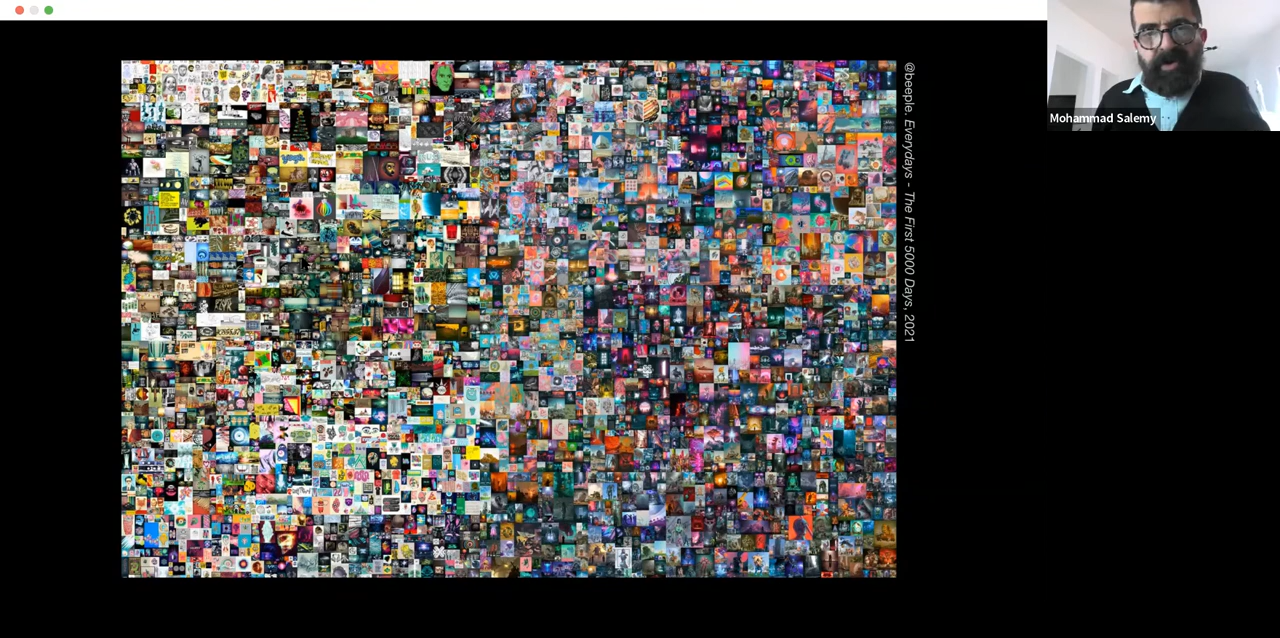 @beeple. Everydays - The First 5000 Days, 2021
Mohammad Salemy